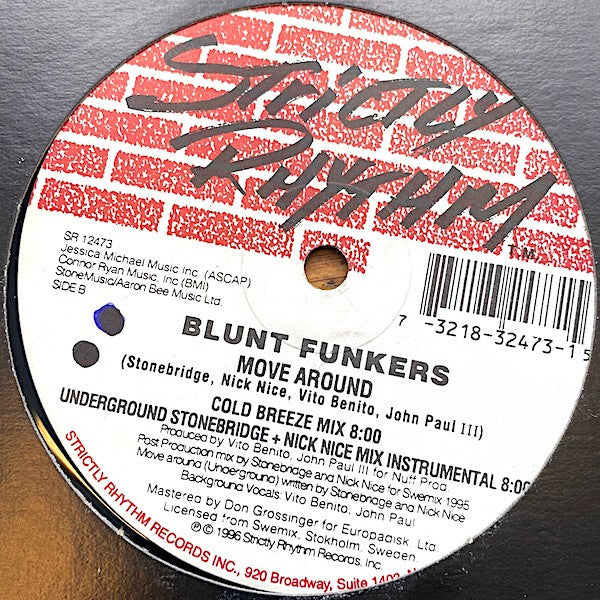 STRICTLY
RHYTHM
T.M.
SR 12473
Jessica Michael Music Inc. (ASCAP)
Connor Ryan Music, inc (BMI)
StoneMusic/Aaron Bee Music Ltd.
SIDE B
7 -3218-32473-1 5
BLUNT FUNKERS
MOVE AROUND
(Stonebridge, Nick Nice, Vito Benito, John Paul III)
COLD BREEZE MIX 8:00
UNDERGROUND STONEBRIDGE + NICK NICE MIX INSTRUMENTAL 8:00
Produced by Vito Benito, John Paul III for Nuff Prod
Post Production mix by Stonebridge and Nick Nice for Swemix 1995
Move around (Underground) written by Stonebridge and Nick Nice
Background Vocals: Vito Benito, John Paul
Mastered by Don Grossinger for Europadisk, Ltd.
Licensed from Swemix, Stokholm, Sweden
℗ © 1996 Strictly Rhythm Records, Inc.
STRICTLY RHYTHM RECORDS INC., 920 Broadway, Suite 1403,